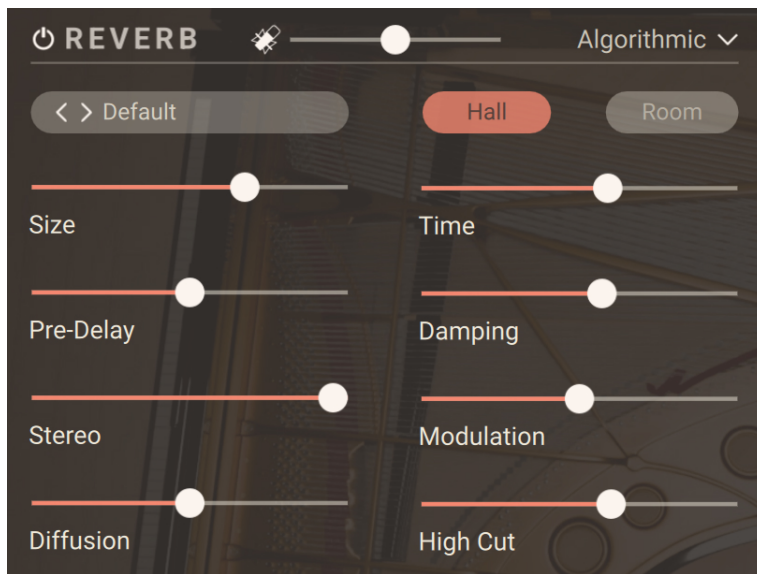 REVERB Algorithmic
Default Hall Room
Size Time
Pre-Delay Damping
Stereo Modulation
Diffusion High Cut